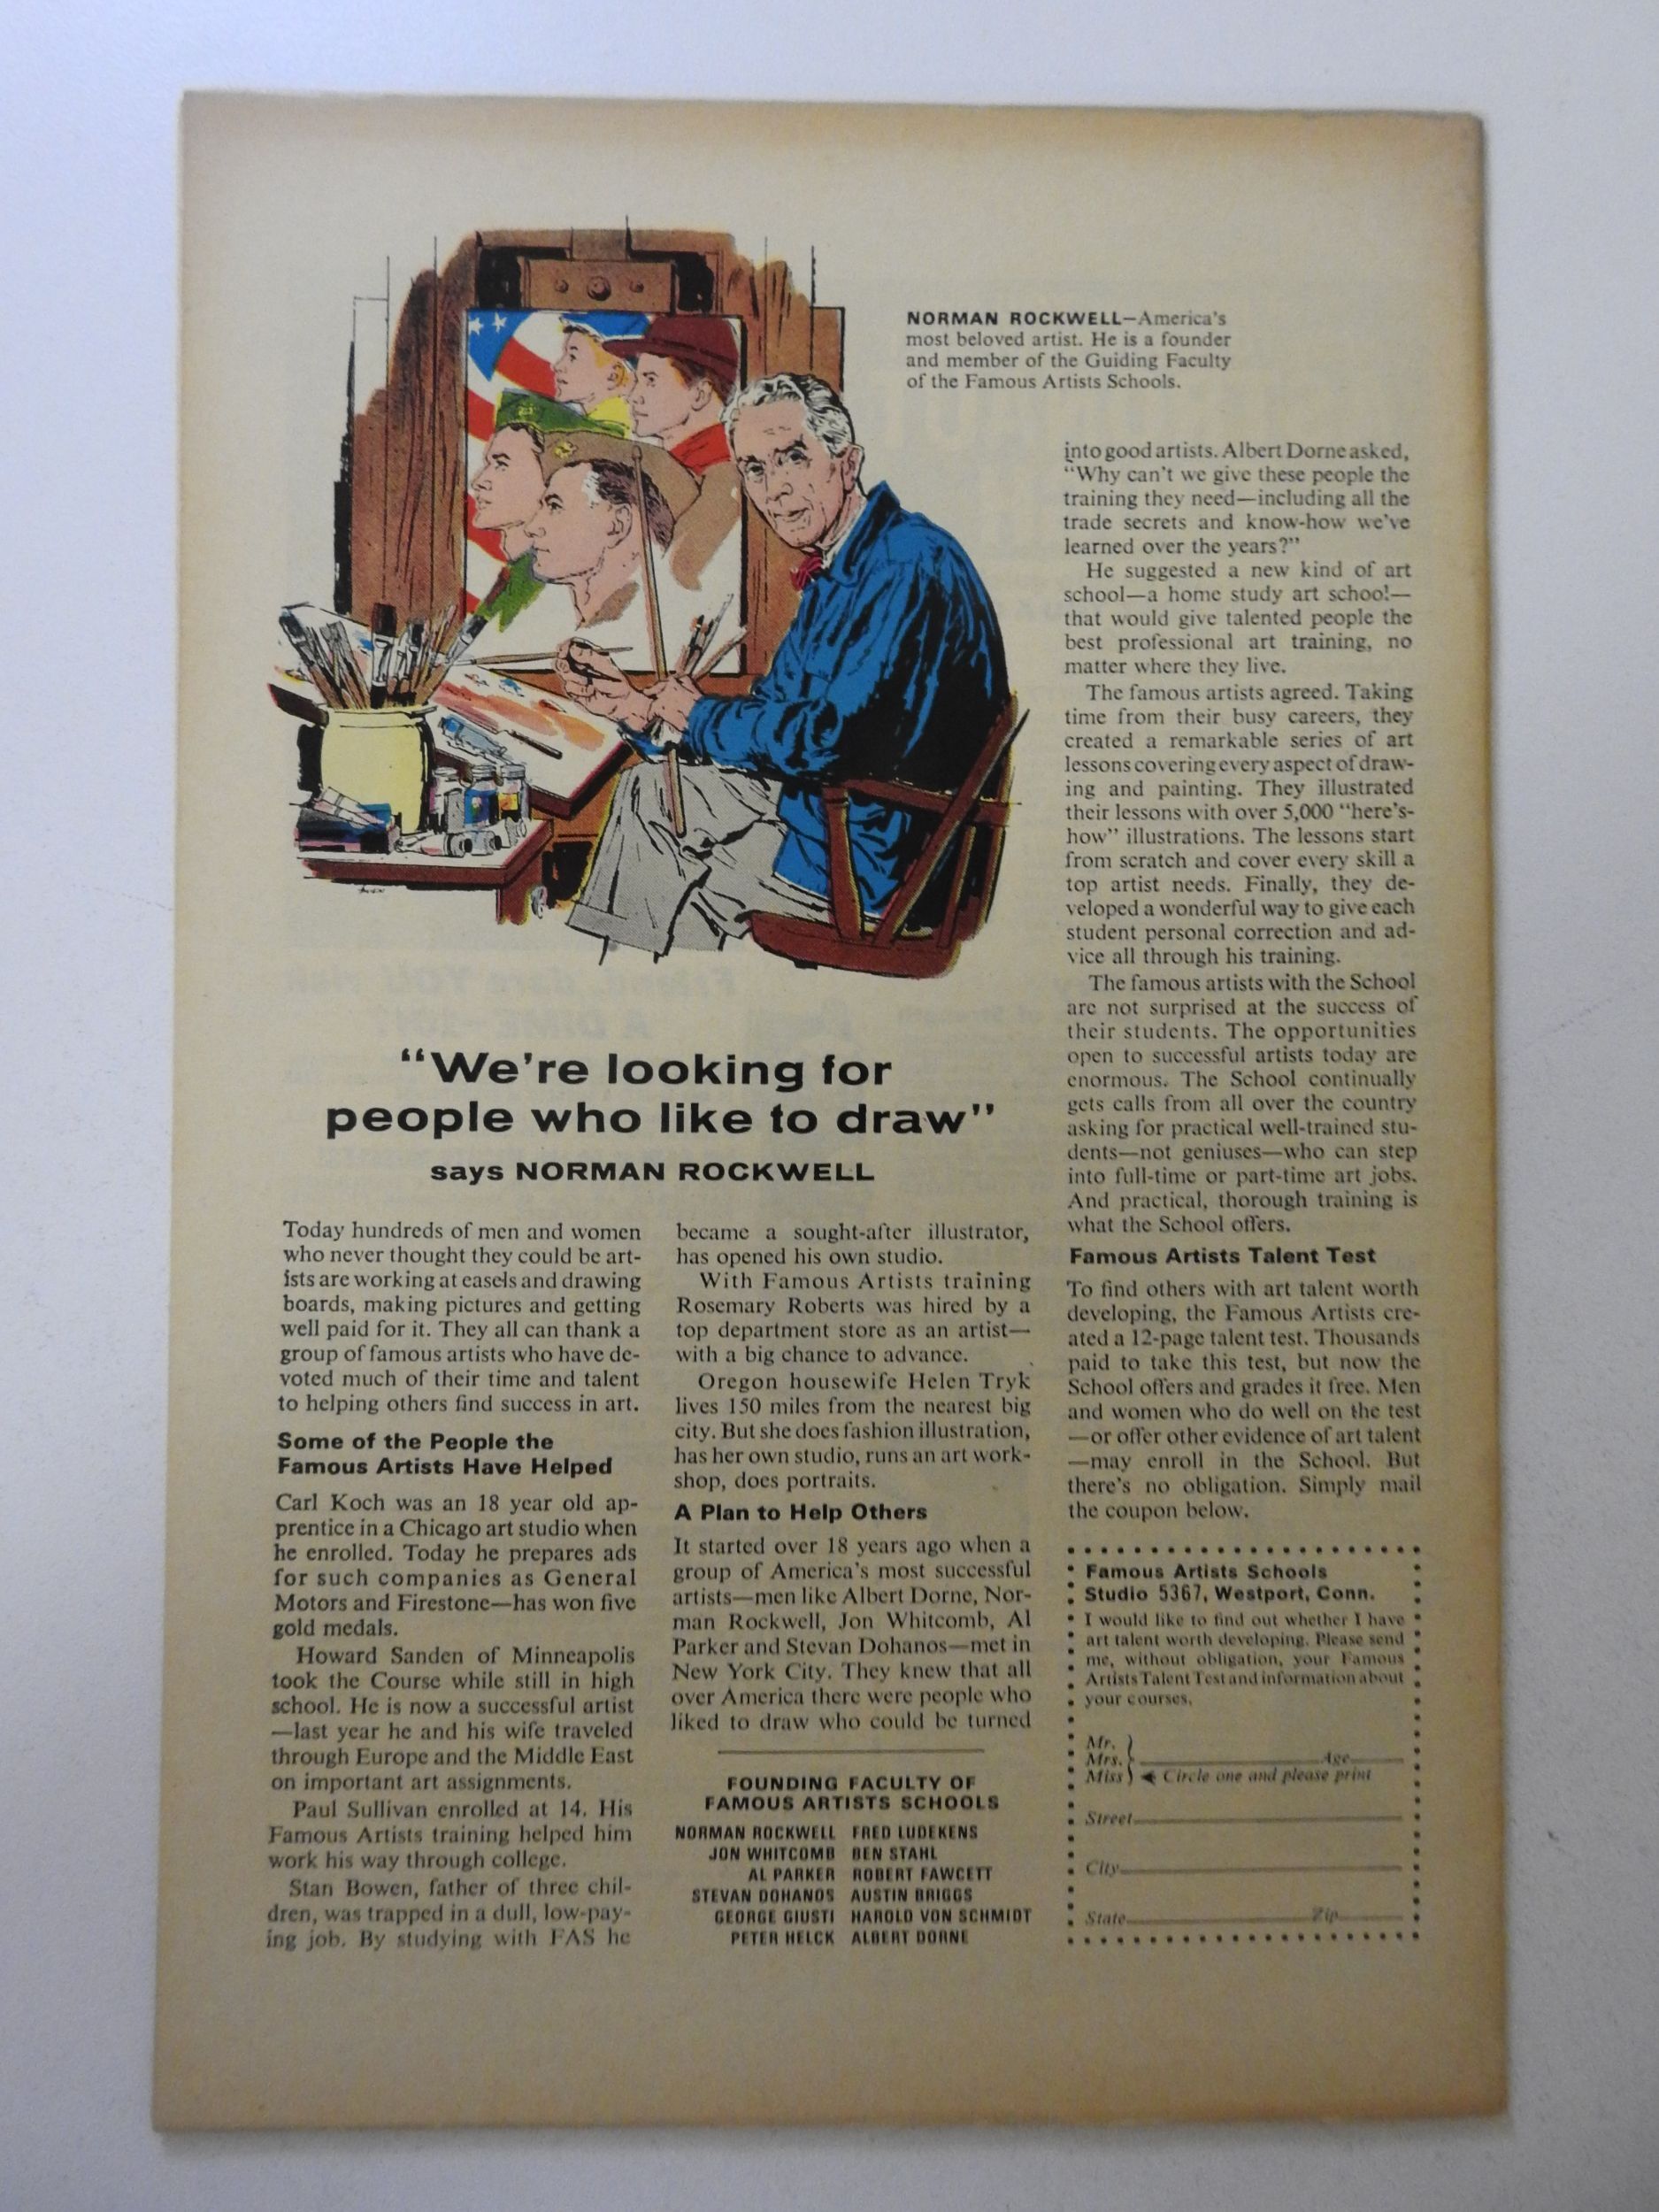 NORMAN ROCKWELL—America's
most beloved artist. He is a founder
and member of the Guiding Faculty
of the Famous Artists Schools.
"We're looking for
people who like to draw"
says NORMAN ROCKWELL
Today hundreds of men and women
who never thought they could be art-
ists are working at easels and drawing
boards, making pictures and getting
well paid for it. They all can thank a
group of famous artists who have de-
voted much of their time and talent
to helping others find success in art.
Some of the People the
Famous Artists Have Helped
Carl Koch was an 18 year old ap-
prentice in a Chicago art studio when
he enrolled. Today he prepares ads
for such companies as General
Motors and Firestone—has won five
gold medals.
Howard Sanden of Minneapolis
took the Course while still in high
school. He is now a successful artist
—last year he and his wife traveled
through Europe and the Middle East
on important art assignments.
Paul Sullivan enrolled at 14. His
Famous Artists training helped him
work his way through college.
Stan Bowen, father of three chil-
dren, was trapped in a dull, low-pay-
ing job. By studying with FAS he
became a sought-after illustrator,
has opened his own studio.
With Famous Artists training
Rosemary Roberts was hired by a
top department store as an artist—
with a big chance to advance.
Oregon housewife Helen Tryk
lives 150 miles from the nearest big
city. But she does fashion illustration,
has her own studio, runs an art work-
shop, does portraits.
A Plan to Help Others
It started over 18 years ago when a
group of America's most successful
artists—men like Albert Dorne, Nor-
man Rockwell, Jon Whitcomb, Al
Parker and Stevan Dohanos—met in
New York City. They knew that all
over America there were people who
liked to draw who could be turned
FOUNDING FACULTY OF
FAMOUS ARTISTS SCHOOLS
NORMAN ROCKWELL FRED LUDEKENS
JON WHITCOMB BEN STAHL
AL PARKER ROBERT FAWCETT
STEVAN DOHANOS AUSTIN BRIGGS
GEORGE GIUSTI HAROLD VON SCHMIDT
PETER HELCK ALBERT DORNE
into good artists. Albert Dorne asked,
"Why can't we give these people the
training they need—including all the
trade secrets and know-how we've
learned over the years?"
He suggested a new kind of art
school—a home study art school—
that would give talented people the
best professional art training, no
matter where they live.
The famous artists agreed. Taking
time from their busy careers, they
created a remarkable series of art
lessons covering every aspect of draw-
ing and painting. They illustrated
their lessons with over 5,000 "here's-
how" illustrations. The lessons start
from scratch and cover every skill a
top artist needs. Finally, they de-
veloped a wonderful way to give each
student personal correction and ad-
vice all through his training.
The famous artists with the School
are not surprised at the success of
their students. The opportunities
open to successful artists today are
enormous. The School continually
gets calls from all over the country
asking for practical well-trained stu-
dents—not geniuses—who can step
into full-time or part-time art jobs.
And practical, thorough training is
what the School offers.
Famous Artists Talent Test
To find others with art talent worth
developing, the Famous Artists cre-
ated a 12-page talent test. Thousands
paid to take this test, but now the
School offers and grades it free. Men
and women who do well on the test
—or offer other evidence of art talent
—may enroll in the School. But
there's no obligation. Simply mail
the coupon below.
Famous Artists Schools
Studio 5367, Westport, Conn.
I would like to find out whether I have
art talent worth developing. Please send
me, without obligation, your Famous
Artists Talent Test and information about
your courses.
Mr.
Mrs. Age
Miss Circle one and please print
Street
City
State Zip